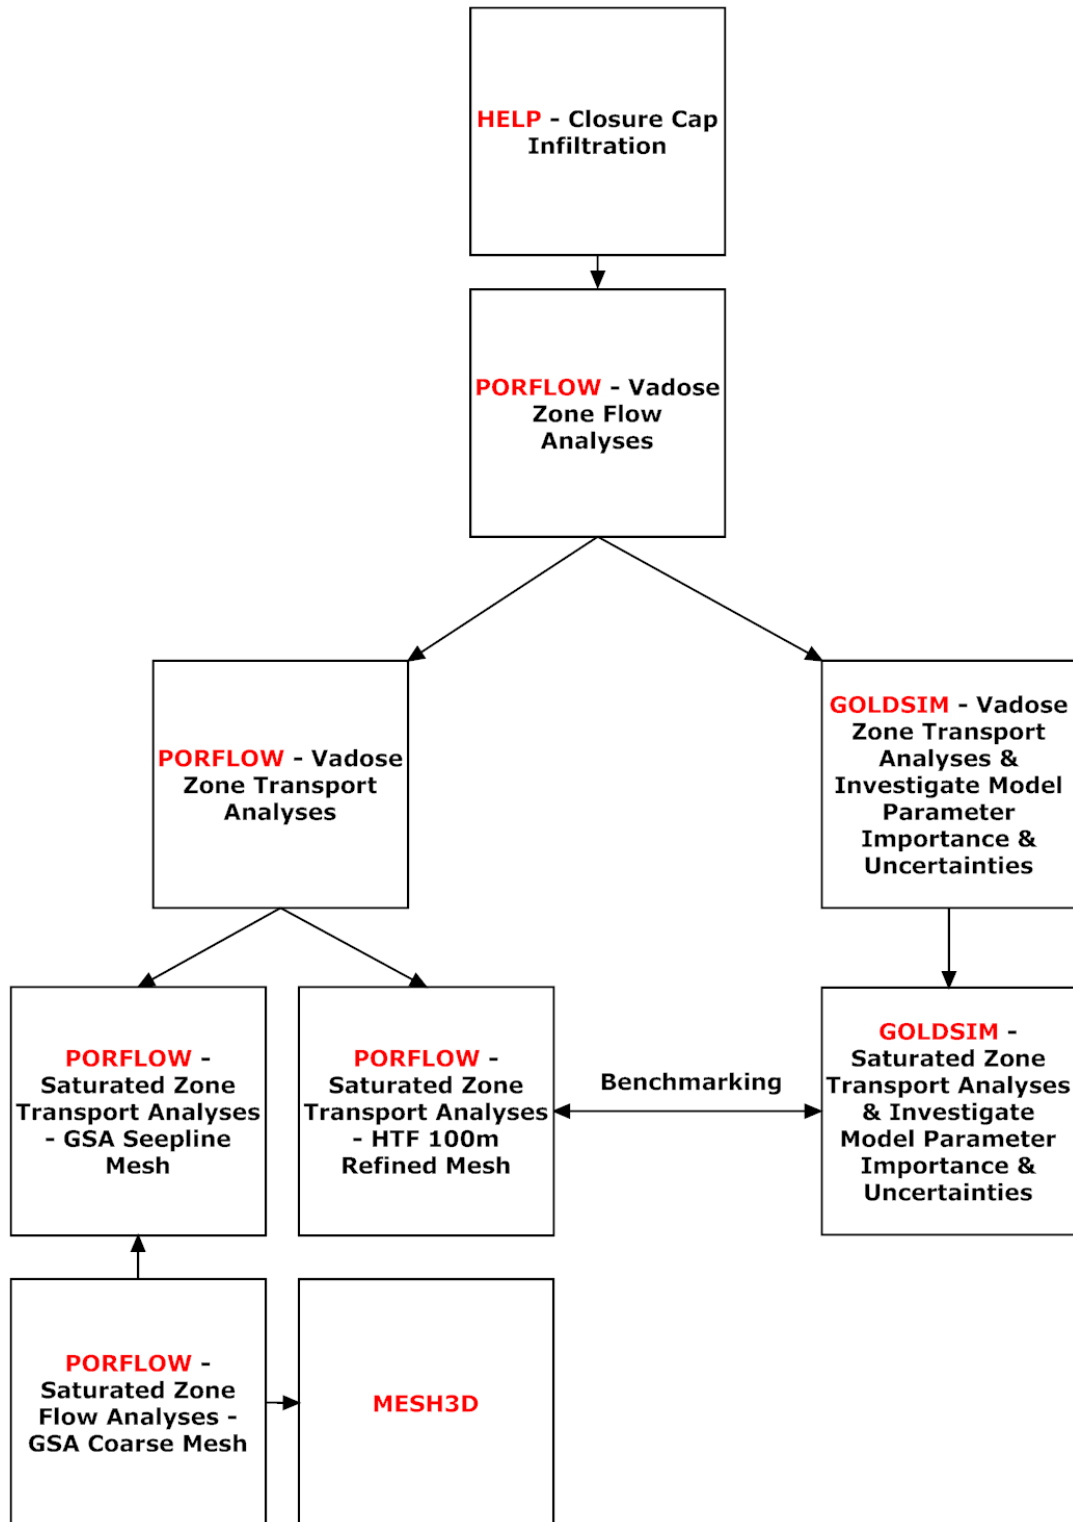 HELP - Closure Cap
Infiltration
PORFLOW - Vadose
Zone Flow
Analyses
PORFLOW - Vadose
Zone Transport
Analyses
GOLDSIM - Vadose
Zone Transport
Analyses &
Investigate Model
Parameter
Importance &
Uncertainties
PORFLOW -
Saturated Zone
Transport Analyses
- GSA Seepline
Mesh
PORFLOW -
Saturated Zone
Transport Analyses
- HTF 100m
Refined Mesh
Benchmarking
GOLDSIM -
Saturated Zone
Transport Analyses
& Investigate
Model Parameter
Importance &
Uncertainties
PORFLOW -
Saturated Zone
Flow Analyses -
GSA Coarse Mesh
MESH3D